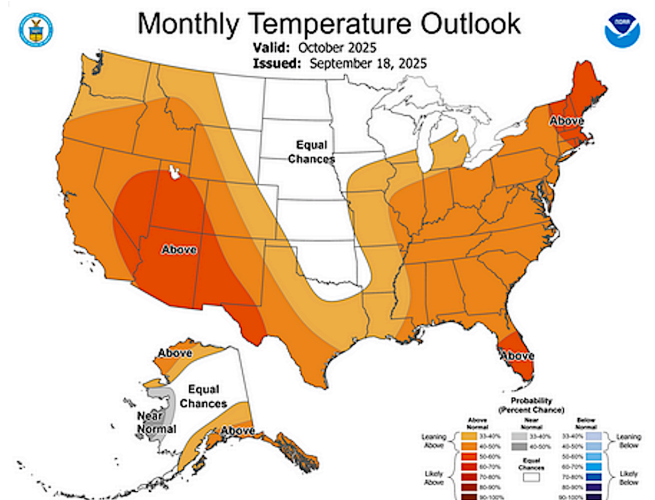 Monthly Temperature Outlook
Valid: October 2025
Issued: September 18, 2025
NOAA
Above
Equal
Chances
Above
Above
Above
Equal
Chances
Near
Normal
Above
Probability
(Percent Chance)
Above
Normal
Near
Normal
Below
Normal
Leaning
Above
33-40%
40-50%
33-40%
40-50%
33-40%
40-50%
Leaning
Below
Likely
Above
50-60%
60-70%
70-80%
80-90%
90-100%
Equal
Chances
50-60%
60-70%
70-80%
80-90%
90-100%
Likely
Below